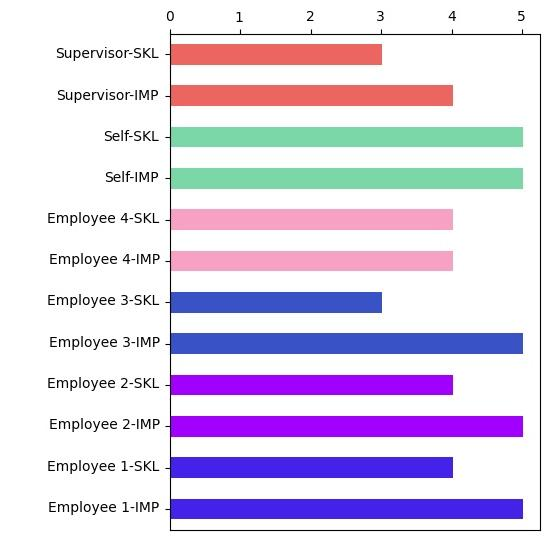 0 1 2 3 4 5
Supervisor-SKL
Supervisor-IMP
Self-SKL
Self-IMP
Employee 4-SKL
Employee 4-IMP
Employee 3-SKL
Employee 3-IMP
Employee 2-SKL
Employee 2-IMP
Employee 1-SKL
Employee 1-IMP